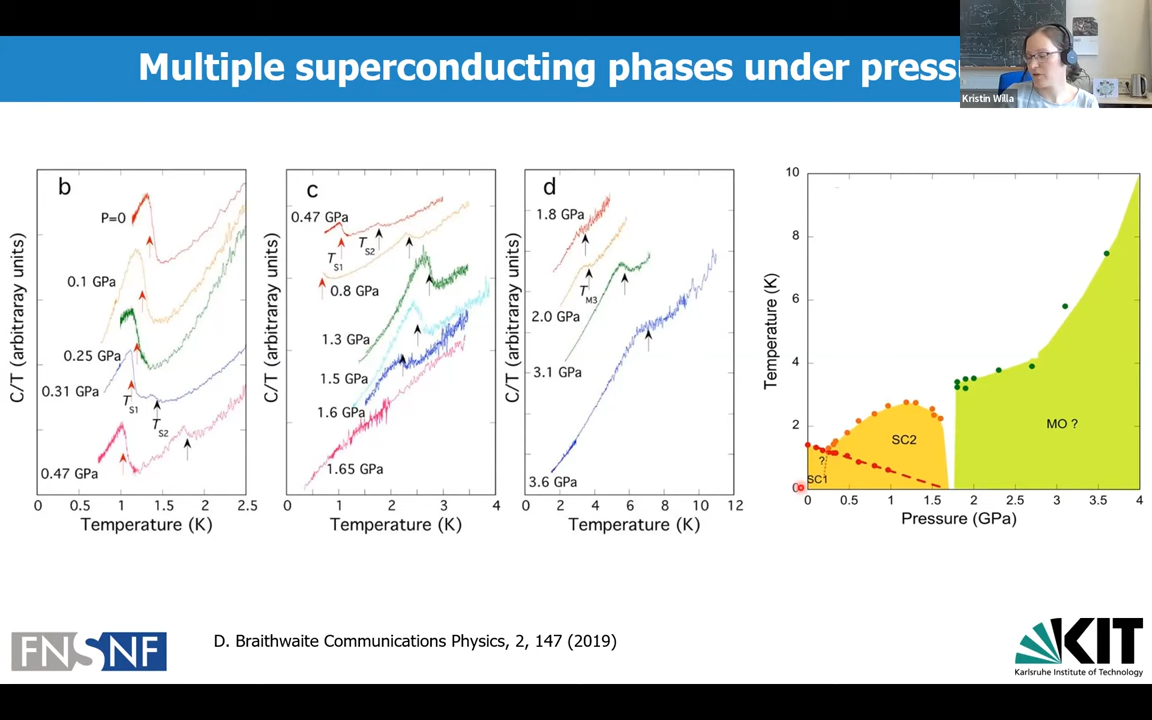 Multiple superconducting phases under press
Kristin Willa
b
P=0
0.1 GPa
0.25 GPa
0.31 GPa
TS1
TS2
0.47 GPa
C/T (arbitraray units)
0 0.5 1 1.5 2 2.5
Temperature (K)
c
0.47 GPa
TS1
TS2
0.8 GPa
1.3 GPa
1.5 GPa
1.6 GPa
1.65 GPa
C/T (arbitraray units)
0 1 2 3 4
Temperature (K)
d
1.8 GPa
TM3
2.0 GPa
3.1 GPa
3.6 GPa
C/T (arbitraray units)
0 2 4 6 8 10 12
Temperature (K)
10
8
6
4
2
0
Temperature (K)
SC2
MO ?
?
SC1
0 0.5 1 1.5 2 2.5 3 3.5 4
Pressure (GPa)
FNSNF
D. Braithwaite Communications Physics, 2, 147 (2019)
KIT
Karlsruhe Institute of Technology